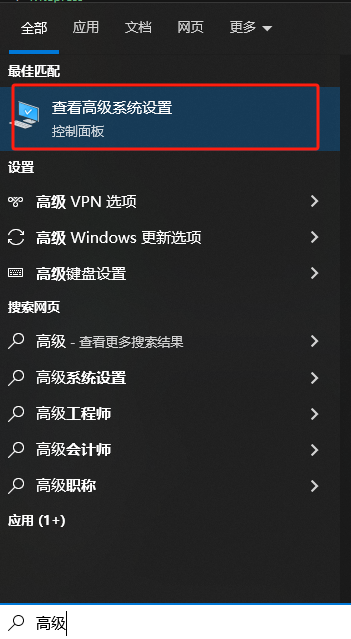 全部 应用 文档 网页 更多
最佳匹配
查看高级系统设置
控制面板
设置
高级 VPN 选项
高级 Windows 更新选项
高级键盘设置
搜索网页
高级 - 查看更多搜索结果
高级系统设置
高级工程师
高级会计师
高级职称
应用 (1+)
高级